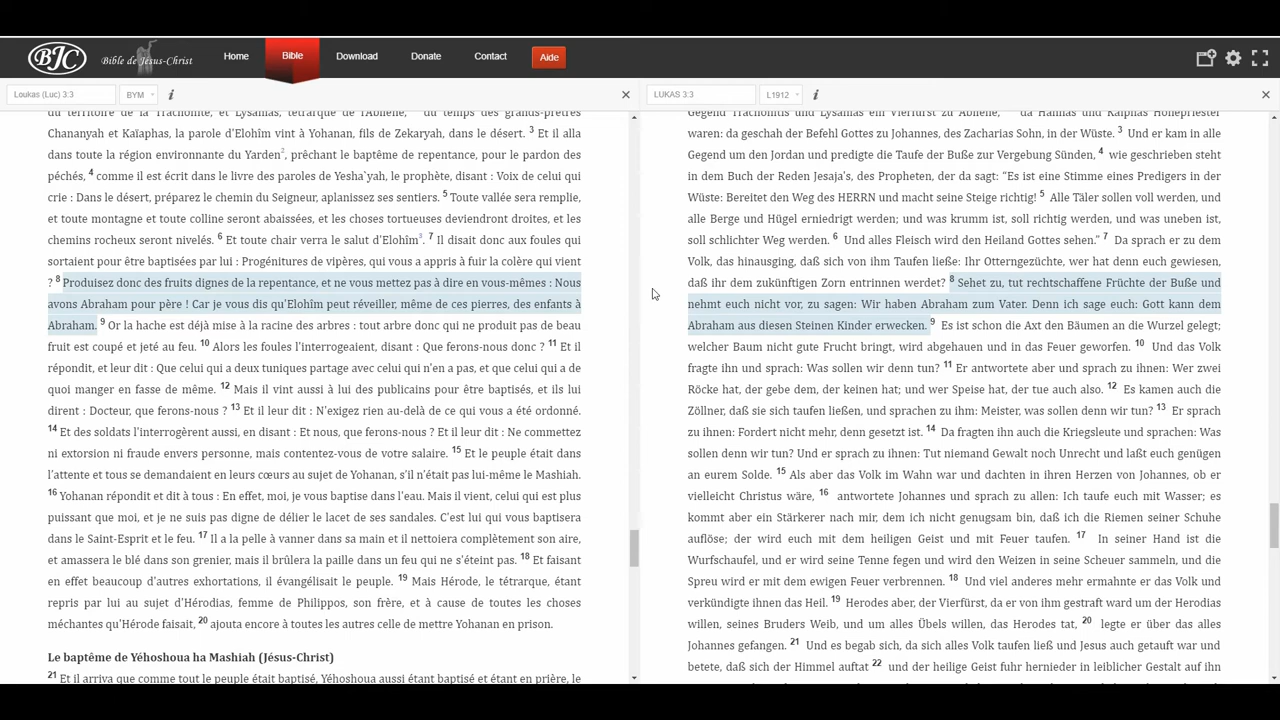 BJC Bible de Jesus-Christ Home Bible Download Donate Contact Aide
Loukas (Luc) 3:3 BYM i
du territoire de la Trachonite, et Lysanias, tétrarque de l'Abilène, du temps des grands-prêtres
Chananyah et Kaïaphas, la parole d'Elohîm vint à Yohanan, fils de Zekaryah, dans le désert. 3 Et il alla
dans toute la région environnante du Yarden2, prêchant le baptême de repentance, pour le pardon des
péchés, 4 comme il est écrit dans le livre des paroles de Yesha`yah, le prophète, disant : Voix de celui qui
crie : Dans le désert, préparez le chemin du Seigneur, aplanissez ses sentiers. 5 Toute vallée sera remplie,
et toute montagne et toute colline seront abaissées, et les choses tortueuses deviendront droites, et les
chemins rocheux seront nivelés. 6 Et toute chair verra le salut d'Elohîm3. 7 Il disait donc aux foules qui
sortaient pour être baptisées par lui : Progénitures de vipères, qui vous a appris à fuir la colère qui vient
? 8 Produisez donc des fruits dignes de la repentance, et ne vous mettez pas à dire en vous-mêmes : Nous
avons Abraham pour père ! Car je vous dis qu'Elohîm peut réveiller, même de ces pierres, des enfants à
Abraham. 9 Or la hache est déjà mise à la racine des arbres : tout arbre donc qui ne produit pas de beau
fruit est coupé et jeté au feu. 10 Alors les foules l'interrogeaient, disant : Que ferons-nous donc ? 11 Et il
répondit, et leur dit : Que celui qui a deux tuniques partage avec celui qui n'en a pas, et que celui qui a de
quoi manger en fasse de même. 12 Mais il vint aussi à lui des publicains pour être baptisés, et ils lui
dirent : Docteur, que ferons-nous ? 13 Et il leur dit : N'exigez rien au-delà de ce qui vous a été ordonné.
14 Et des soldats l'interrogèrent aussi, en disant : Et nous, que ferons-nous ? Et il leur dit : Ne commettez
ni extorsion ni fraude envers personne, mais contentez-vous de votre salaire. 15 Et le peuple était dans
l'attente et tous se demandaient en leurs cœurs au sujet de Yohanan, s'il n'était pas lui-même le Mashiah.
16 Yohanan répondit et dit à tous : En effet, moi, je vous baptise dans l'eau. Mais il vient, celui qui est plus
puissant que moi, et je ne suis pas digne de délier le lacet de ses sandales. C'est lui qui vous baptisera
dans le Saint-Esprit et le feu. 17 Il a la pelle à vanner dans sa main et il nettoiera complètement son aire,
et amassera le blé dans son grenier, mais il brûlera la paille dans un feu qui ne s'éteint pas. 18 Et faisant
en effet beaucoup d'autres exhortations, il évangélisait le peuple. 19 Mais Hérode, le tétrarque, étant
repris par lui au sujet d'Hérodias, femme de Philippos, son frère, et à cause de toutes les choses
méchantes qu'Hérode faisait, 20 ajouta encore à toutes les autres celle de mettre Yohanan en prison.
Le baptême de Yéhoshoua ha Mashiah (Jésus-Christ)
21 Et il arriva que comme tout le peuple était baptisé, Yéhoshoua aussi étant baptisé et étant en prière, le
LUKAS 3:3 L1912 i
Gegend Trachonitis und Lysanias ein Vierfürst zu Abilene, da Hannas und Kaiphas Hohepriester
waren: da geschah der Befehl Gottes zu Johannes, des Zacharias Sohn, in der Wüste. 3 Und er kam in alle
Gegend um den Jordan und predigte die Taufe der Buße zur Vergebung Sünden, 4 wie geschrieben steht
in dem Buch der Reden Jesaja's, des Propheten, der da sagt: "Es ist eine Stimme eines Predigers in der
Wüste: Bereitet den Weg des HERRN und macht seine Steige richtig! 5 Alle Täler sollen voll werden, und
alle Berge und Hügel erniedrigt werden; und was krumm ist, soll richtig werden, und was uneben ist,
soll schlichter Weg werden. 6 Und alles Fleisch wird den Heiland Gottes sehen." 7 Da sprach er zu dem
Volk, das hinausging, daß sich von ihm Taufen ließe: Ihr Otterngezüchte, wer hat denn euch gewiesen,
daß ihr dem zukünftigen Zorn entrinnen werdet? 8 Sehet zu, tut rechtschaffene Früchte der Buße und
nehmt euch nicht vor, zu sagen: Wir haben Abraham zum Vater. Denn ich sage euch: Gott kann dem
Abraham aus diesen Steinen Kinder erwecken. 9 Es ist schon die Axt den Bäumen an die Wurzel gelegt;
welcher Baum nicht gute Frucht bringt, wird abgehauen und in das Feuer geworfen. 10 Und das Volk
fragte ihn und sprach: Was sollen wir denn tun? 11 Er antwortete aber und sprach zu ihnen: Wer zwei
Röcke hat, der gebe dem, der keinen hat; und wer Speise hat, der tue auch also. 12 Es kamen auch die
Zöllner, daß sie sich taufen ließen, und sprachen zu ihm: Meister, was sollen denn wir tun? 13 Er sprach
zu ihnen: Fordert nicht mehr, denn gesetzt ist. 14 Da fragten ihn auch die Kriegsleute und sprachen: Was
sollen denn wir tun? Und er sprach zu ihnen: Tut niemand Gewalt noch Unrecht und laßt euch genügen
an eurem Solde. 15 Als aber das Volk im Wahn war und dachten in ihren Herzen von Johannes, ob er
vielleicht Christus wäre, 16 antwortete Johannes und sprach zu allen: Ich taufe euch mit Wasser; es
kommt aber ein Stärkerer nach mir, dem ich nicht genugsam bin, daß ich die Riemen seiner Schuhe
auflöse; der wird euch mit dem heiligen Geist und mit Feuer taufen. 17 In seiner Hand ist die
Wurfschaufel, und er wird seine Tenne fegen und wird den Weizen in seine Scheuer sammeln, und die
Spreu wird er mit dem ewigen Feuer verbrennen. 18 Und viel anderes mehr ermahnte er das Volk und
verkündigte ihnen das Heil. 19 Herodes aber, der Vierfürst, da er von ihm gestraft ward um der Herodias
willen, seines Bruders Weib, und um alles Übels willen, das Herodes tat, 20 legte er über das alles
Johannes gefangen. 21 Und es begab sich, da sich alles Volk taufen ließ und Jesus auch getauft war und
betete, daß sich der Himmel auftat 22 und der heilige Geist fuhr hernieder in leiblicher Gestalt auf ihn